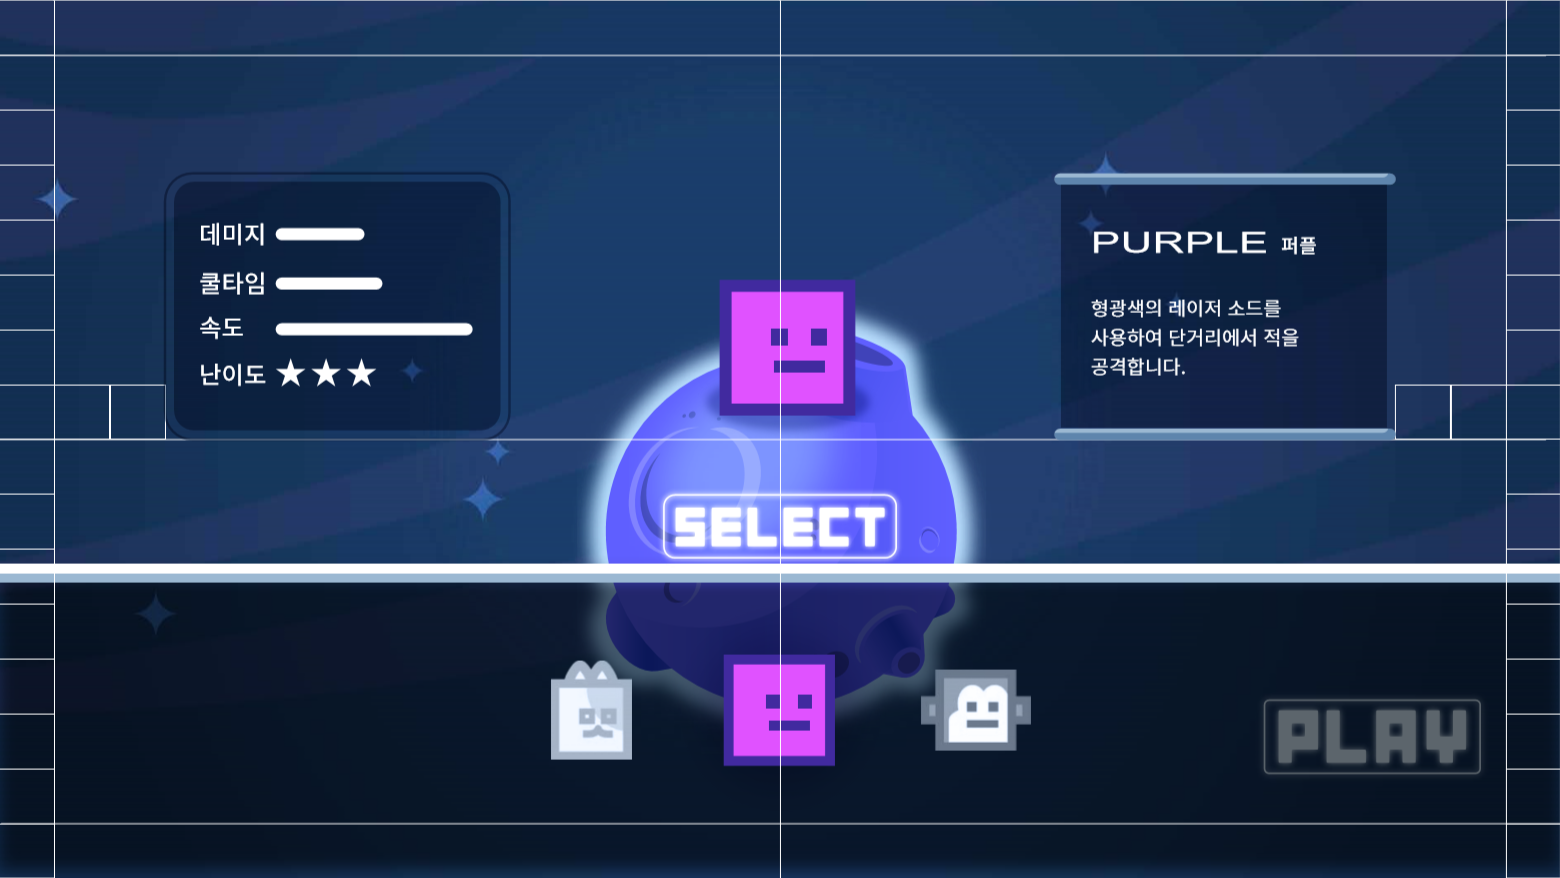 데미지
쿨타임
속도
난이도 ★★★
PURPLE 퍼플
형광색의 레이저 소드를
사용하여 단거리에서 적을
공격합니다.
SELECT
PLAY